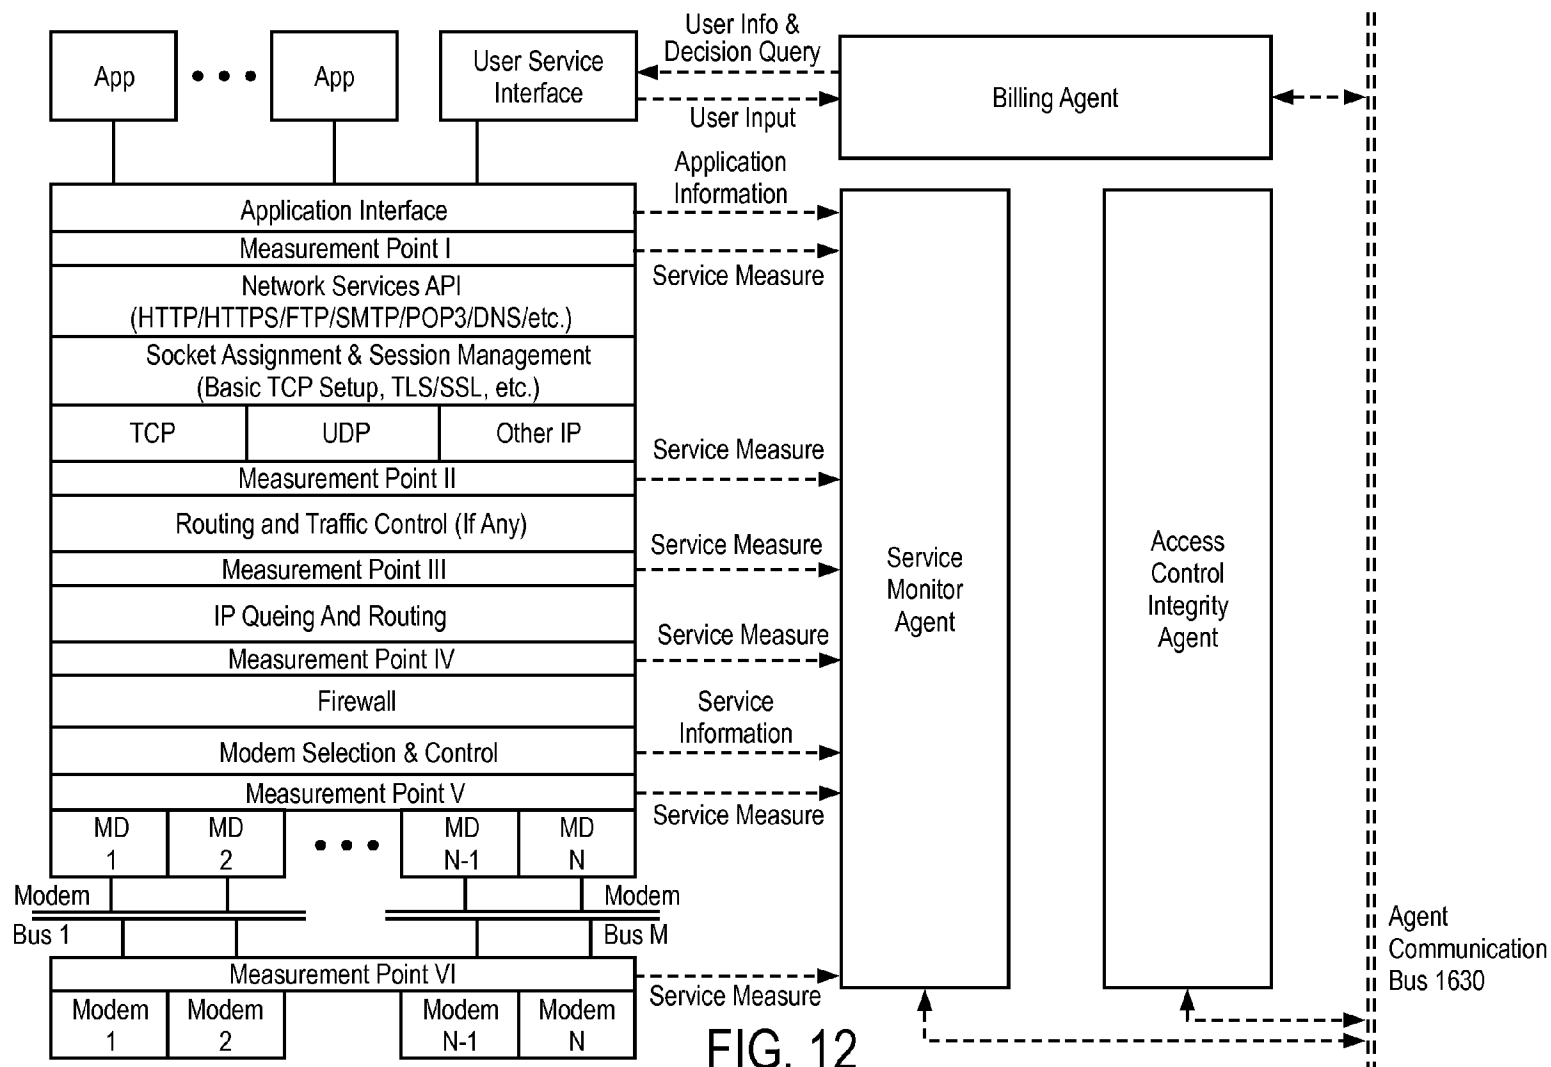 User Info &
Decision Query
App
App
User Service
Interface
Billing Agent
User Input
Application
Information
Application Interface
Measurement Point I
Service Measure
Network Services API
(HTTP/HTTPS/FTP/SMTP/POP3/DNS/etc.)
Socket Assignment & Session Management
(Basic TCP Setup, TLS/SSL, etc.)
TCP
UDP
Other IP
Service Measure
Measurement Point II
Routing and Traffic Control (If Any)
Service Measure
Measurement Point III
IP Queing And Routing
Service Measure
Measurement Point IV
Firewall
Service
Information
Modem Selection & Control
Measurement Point V
Service Measure
MD
1
MD
2
MD
N-1
MD
N
Modem
Bus 1
Modem
Bus M
Measurement Point VI
Service Measure
Modem
1
Modem
2
Modem
N-1
Modem
N
Service
Monitor
Agent
Access
Control
Integrity
Agent
Agent
Communication
Bus 1630
FIG. 12